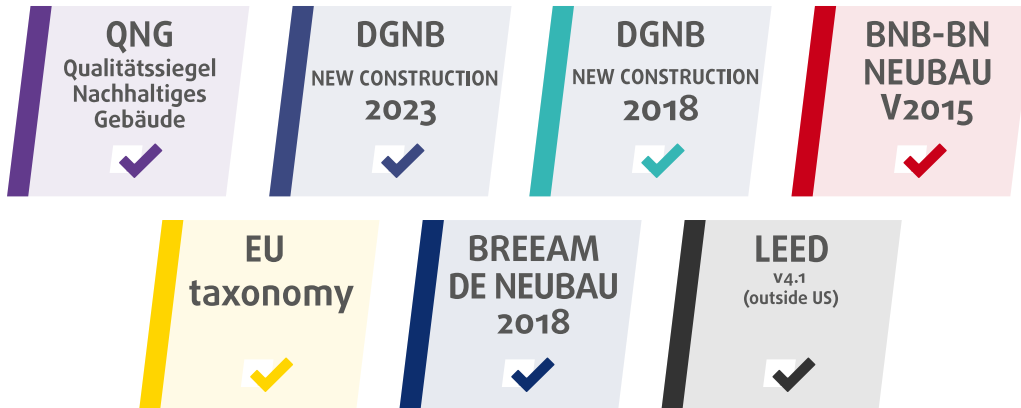 QNG
Qualitätssiegel
Nachhaltiges
Gebäude
DGNB
NEW CONSTRUCTION
2023
DGNB
NEW CONSTRUCTION
2018
BNB-BN
NEUBAU
V2015
EU
taxonomy
BREEAM
DE NEUBAU
2018
LEED
v4.1
(outside US)